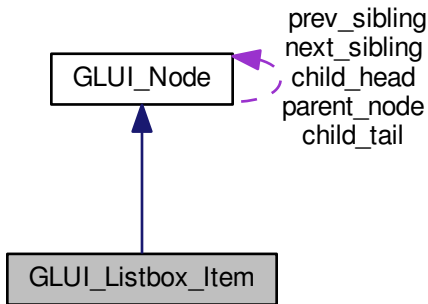 prev_sibling
next_sibling
child_head
parent_node
child_tail
GLUI_Node
GLUI_Listbox_Item